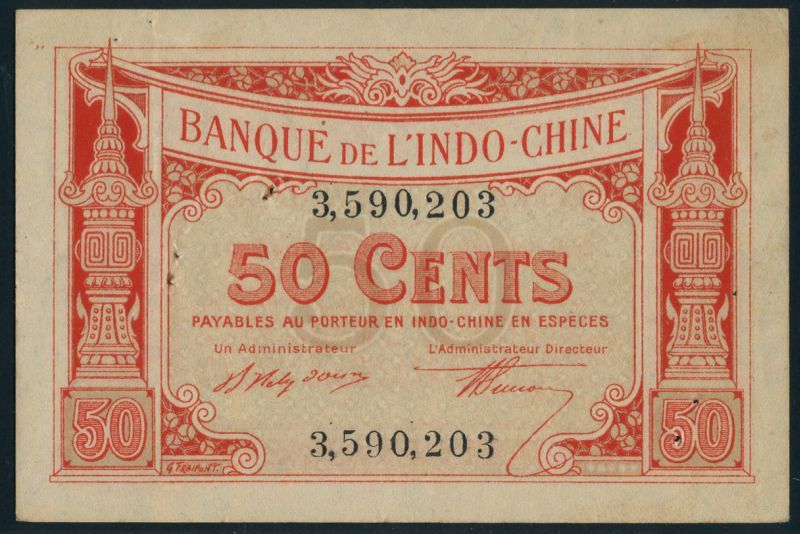 BANQUE DE L'INDO-CHINE
3,590,203
50 CENTS
PAYABLES AU PORTEUR EN INDO-CHINE EN ESPÈCES
Un Administrateur L'Administrateur Directeur
3,590,203
50 50
G.FRAIPONT.